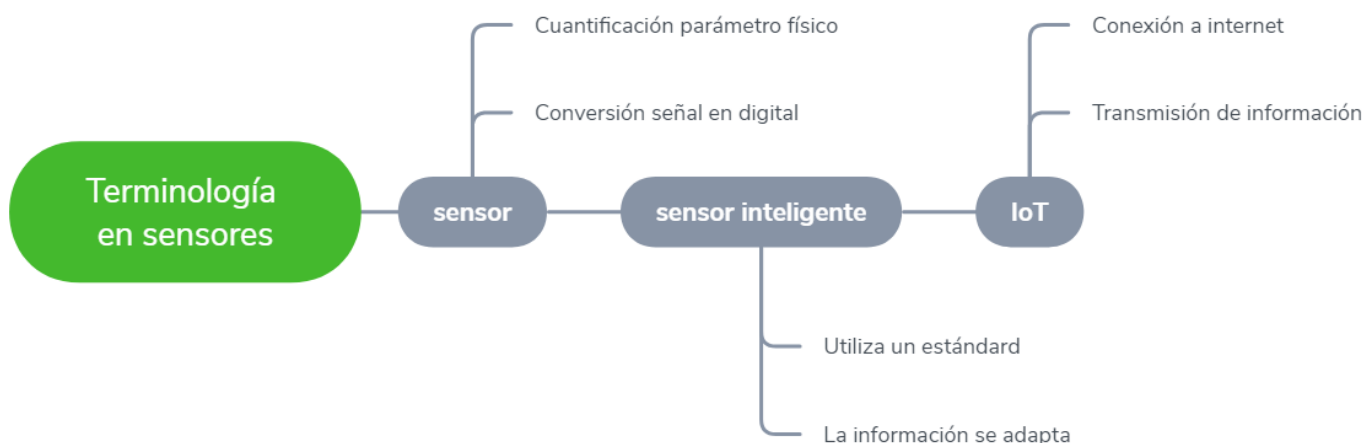 Terminología
en sensores
sensor
Cuantificación parámetro físico
Conversión señal en digital
sensor inteligente
Utiliza un estándard
La información se adapta
IoT
Conexión a internet
Transmisión de información